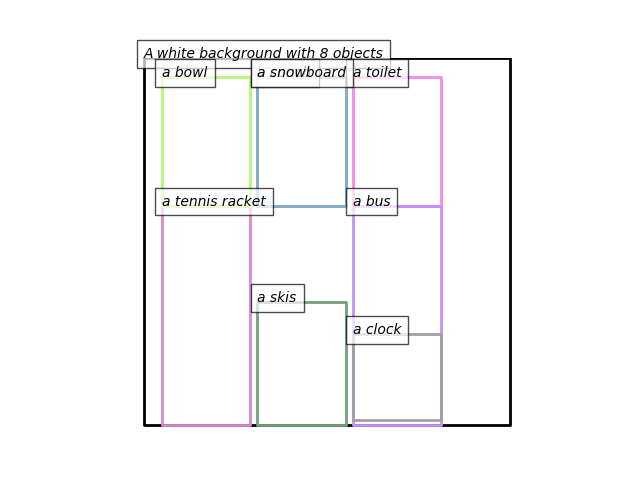 A white background with 8 objects
a bowl
a snowboard
a toilet
a tennis racket
a bus
a skis
a clock